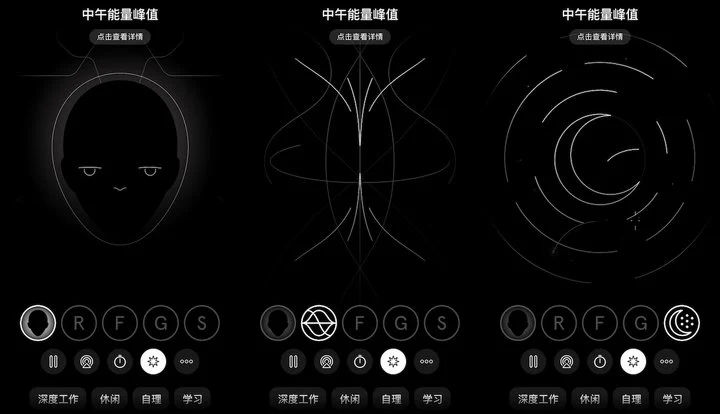 中午能量峰值
点击查看详情
R F G S
深度工作 休闲 自理 学习
中午能量峰值
点击查看详情
F G S
深度工作 休闲 自理 学习
中午能量峰值
点击查看详情
R F G
深度工作 休闲 自理 学习